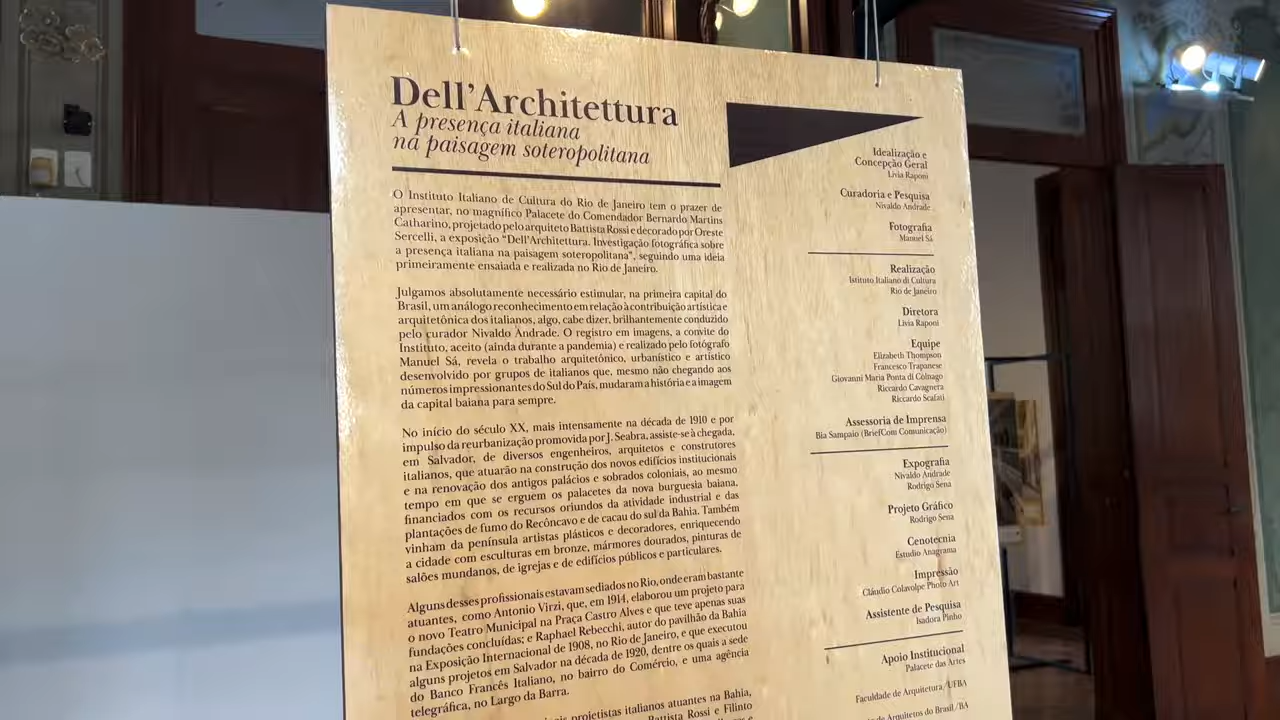 Dell'Architettura
A presença italiana
na paisagem soteropolitana
O Instituto Italiano de Cultura do Rio de Janeiro tem o prazer de
apresentar, no magnífico Palacete do Comendador Bernardo Martins
Catharino, projetado pelo arquiteto Battista Rossi e decorado por Oreste
Sercelli, a exposição "Dell'Architettura. Investigação fotográfica sobre
a presença italiana na paisagem soteropolitana", seguindo uma ideia
primeiramente ensaiada e realizada no Rio de Janeiro.
Julgamos absolutamente necessário estimular, na primeira capital do
Brasil, um análogo reconhecimento em relação à contribuição artística e
arquitetônica dos italianos, algo, cabe dizer, brilhantemente conduzido
pelo curador Nivaldo Andrade. O registro em imagens, a convite do
Instituto, aceito (ainda durante a pandemia) e realizado pelo fotógrafo
Manuel Sá, revela o trabalho arquitetônico, urbanístico e artístico
desenvolvido por grupos de italianos que, mesmo não chegando aos
números impressionantes do Sul do País, mudaram a história e a imagem
da capital baiana para sempre.
No início do século XX, mais intensamente na década de 1910 e por
impulso da reurbanização promovida por J. Seabra, assiste-se à chegada,
em Salvador, de diversos engenheiros, arquitetos e construtores
italianos, que atuarão na construção dos novos edifícios institucionais
e na renovação dos antigos palácios e sobrados coloniais, ao mesmo
tempo em que se erguem os palacetes da nova burguesia baiana,
financiados com os recursos oriundos da atividade industrial e das
plantações de fumo do Recôncavo e de cacau do sul da Bahia. Também
vinham da península artistas plásticos e decoradores, enriquecendo
a cidade com esculturas em bronze, mármores dourados, pinturas de
salões mundanos, de igrejas e de edifícios públicos e particulares.
Alguns desses profissionais estavam sediados no Rio, onde eram bastante
atuantes, como Antonio Virzi, que, em 1914, elaborou um projeto para
o novo Teatro Municipal na Praça Castro Alves e que teve apenas suas
fundações concluídas; e Raphael Rebecchi, autor do pavilhão da Bahia
na Exposição Internacional de 1908, no Rio de Janeiro, e que executou
alguns projetos em Salvador na década de 1920, dentre os quais a sede
do Banco Francês Italiano, no bairro do Comércio, e uma agência
telegráfica, no Largo da Barra.
projetistas italianos atuantes na Bahia,
Battista Rossi e Filinto
Idealização e
Concepção Geral
Livia Raponi
Curadoria e Pesquisa
Nivaldo Andrade
Fotografia
Manuel Sá
Realização
Istituto Italiano di Cultura
Rio de Janeiro
Diretora
Livia Raponi
Equipe
Elizabeth Thompson
Francesco Trapanese
Giovanni Maria Ponta di Colnago
Riccardo Cavagnera
Riccardo Scafati
Assessoria de Imprensa
Bia Sampaio (BriefCom Comunicação)
Expografia
Nivaldo Andrade
Rodrigo Sena
Projeto Gráfico
Rodrigo Sena
Cenotecnia
Estudio Anagrama
Impressão
Cláudio Colavolpe Photo Art
Assistente de Pesquisa
Isadora Pinho
Apoio Institucional
Palacete das Artes
Faculdade de Arquitetura/UFBA
de Arquitetos do Brasil/BA